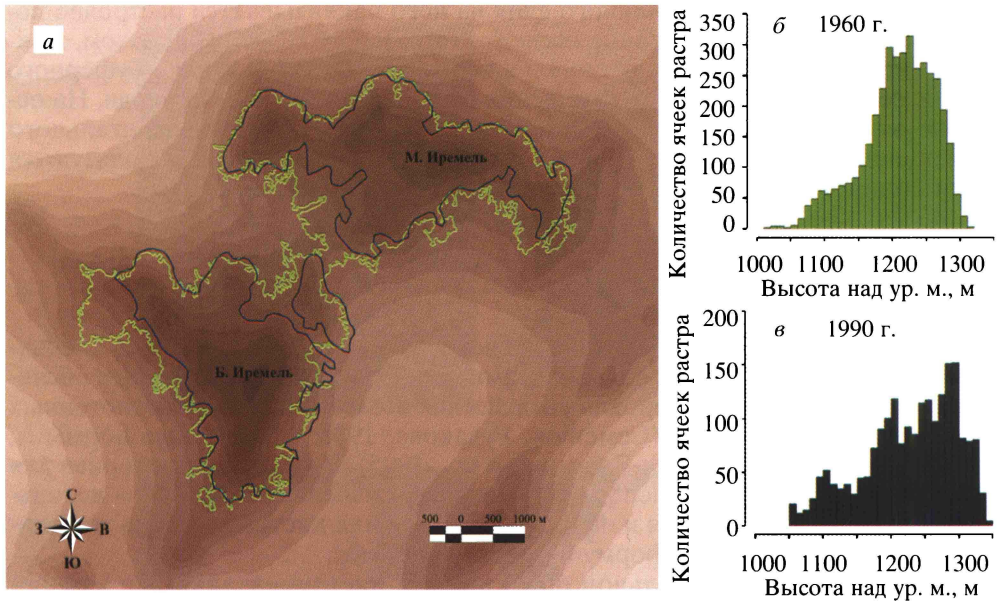 а
М. Иремель
Б. Иремель
С
З В
Ю
500 0 500 1000 м
б 1960 г.
Количество ячеек растра
350
300
250
200
150
100
50
0
1000 1100 1200 1300
Высота над ур. м., м
в 1990 г.
Количество ячеек растра
200
150
100
50
0
1000 1100 1200 1300
Высота над ур. м., м